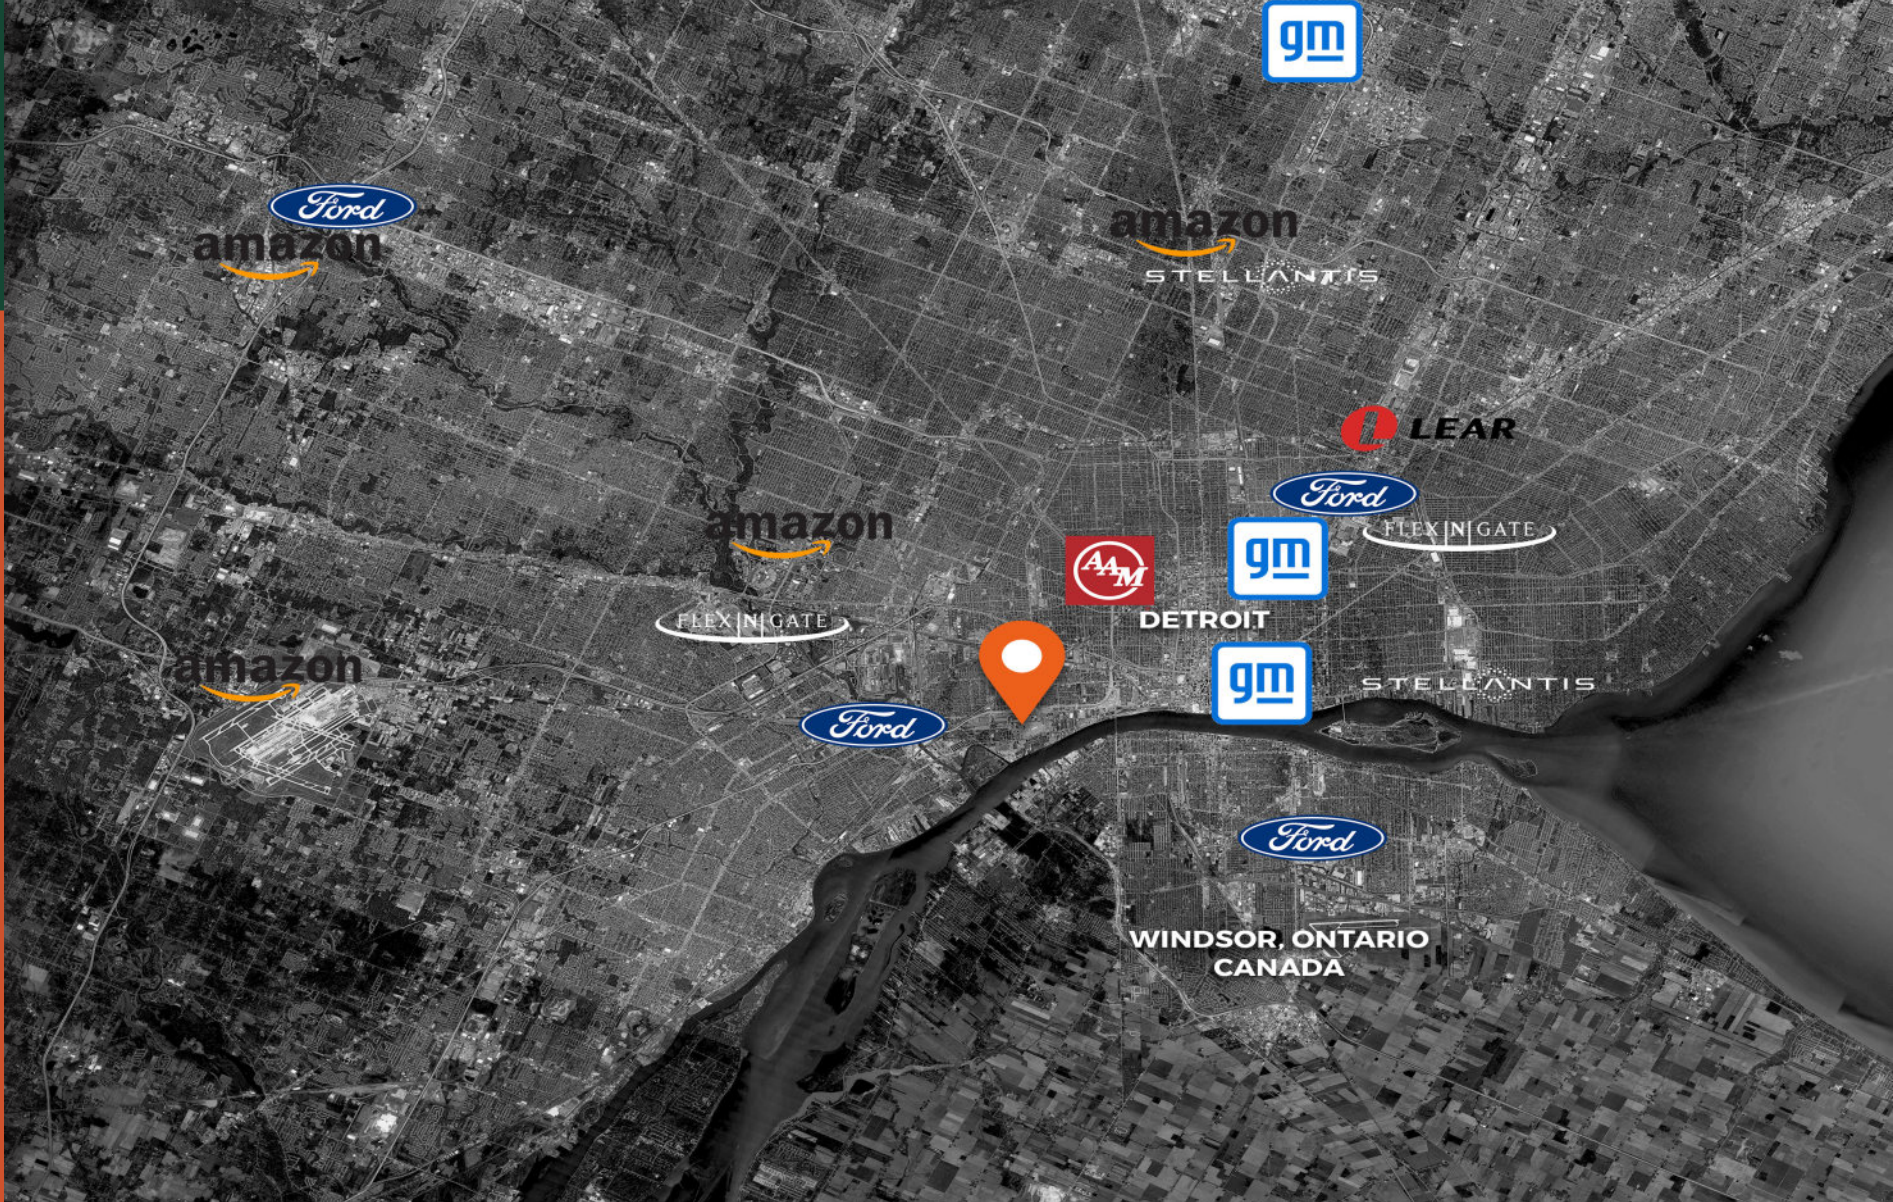 gm
Ford
amazon
amazon
STELLANTIS
LEAR
Ford
amazon
FLEX|N|GATE
gm
AAM
DETROIT
FLEX|N|GATE
amazon
gm
STELLANTIS
Ford
Ford
WINDSOR, ONTARIO
CANADA